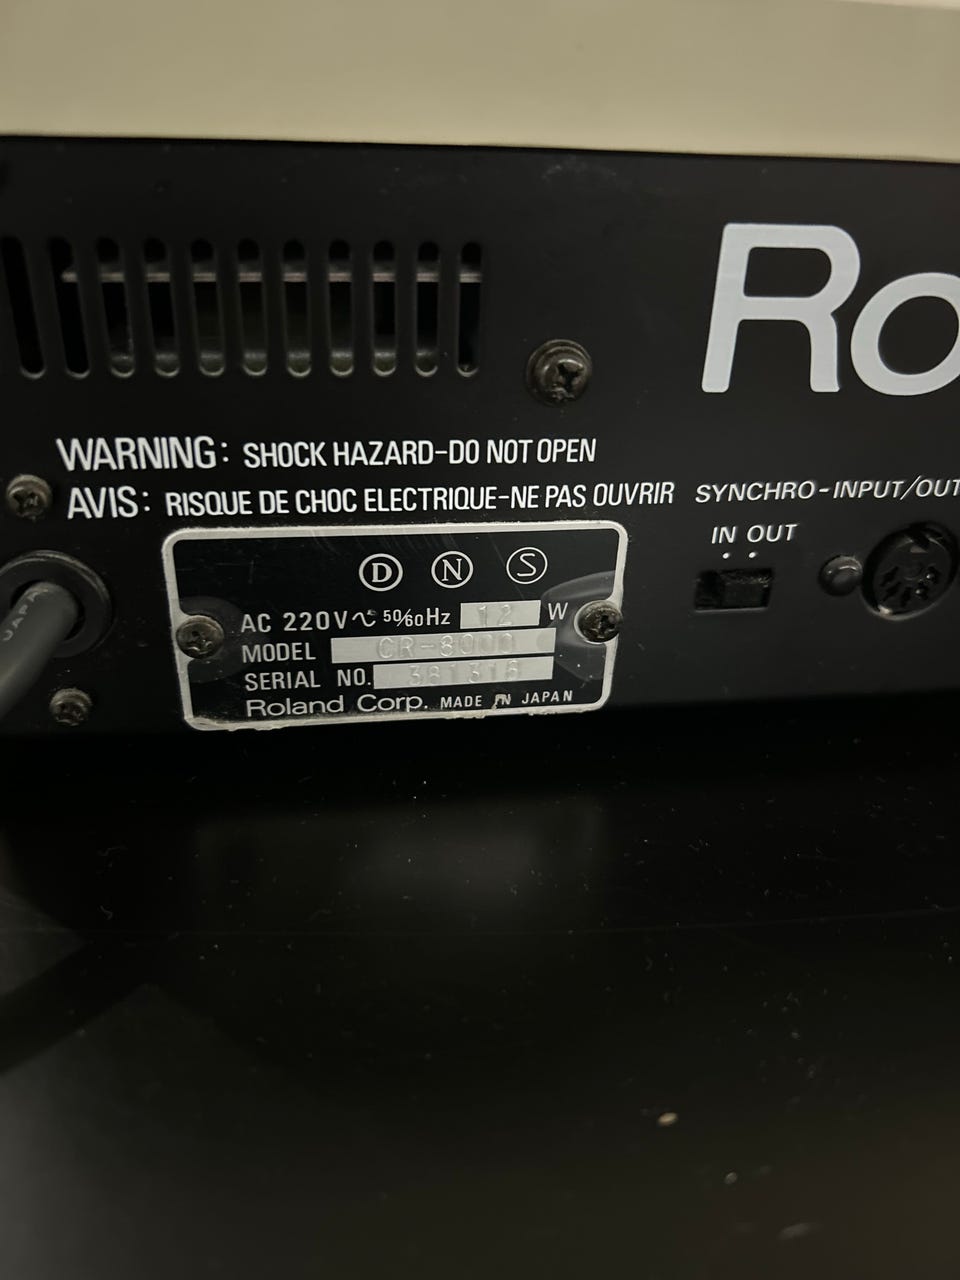 Ro
WARNING: SHOCK HAZARD-DO NOT OPEN
AVIS: RISQUE DE CHOC ELECTRIQUE-NE PAS OUVRIR
SYNCHRO-INPUT/OUT
IN OUT
JAPAN
D N S
AC 220V~ 50/60Hz 12 W
MODEL CR-8000
SERIAL NO. 381316
Roland Corp. MADE IN JAPAN